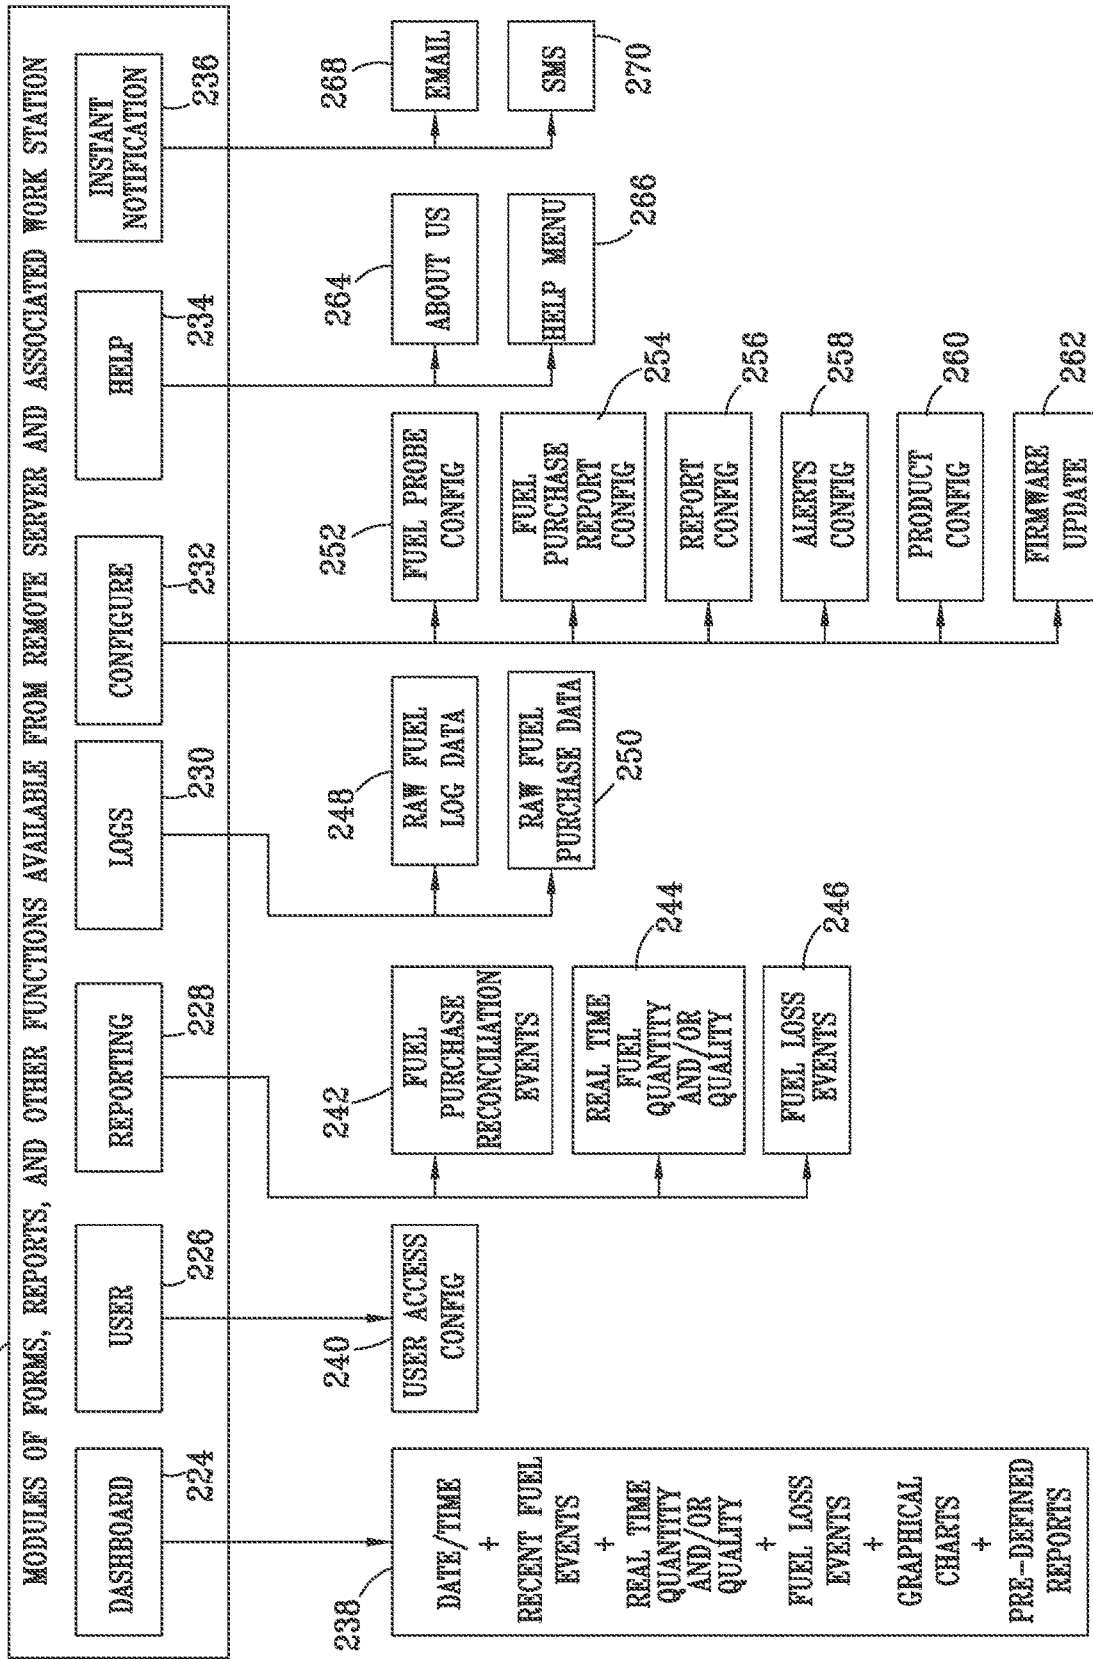 MODULES OF FORMS, REPORTS, AND OTHER FUNCTIONS AVAILABLE FROM REMOTE SERVER AND ASSOCIATED WORK STATION
DASHBOARD
224
USER
226
REPORTING
228
LOGS
230
CONFIGURE
232
HELP
234
INSTANT
NOTIFICATION
236
238
DATE/TIME
+
RECENT FUEL
EVENTS
+
REAL TIME
QUANTITY
AND/OR
QUALITY
+
FUEL LOSS
EVENTS
+
GRAPHICAL
CHARTS
+
PRE-DEFINED
REPORTS
240
USER ACCESS
CONFIG
242
FUEL
PURCHASE
RECONCILIATION
EVENTS
REAL TIME
FUEL
QUANTITY
AND/OR
QUALITY
244
FUEL LOSS
EVENTS
246
248
RAW FUEL
LOG DATA
RAW FUEL
PURCHASE DATA
250
252
FUEL PROBE
CONFIG
FUEL
PURCHASE
REPORT
CONFIG
254
REPORT
CONFIG
256
ALERTS
CONFIG
258
PRODUCT
CONFIG
260
FIRMWARE
UPDATE
262
264
ABOUT US
HELP MENU
266
268
EMAIL
SMS
270